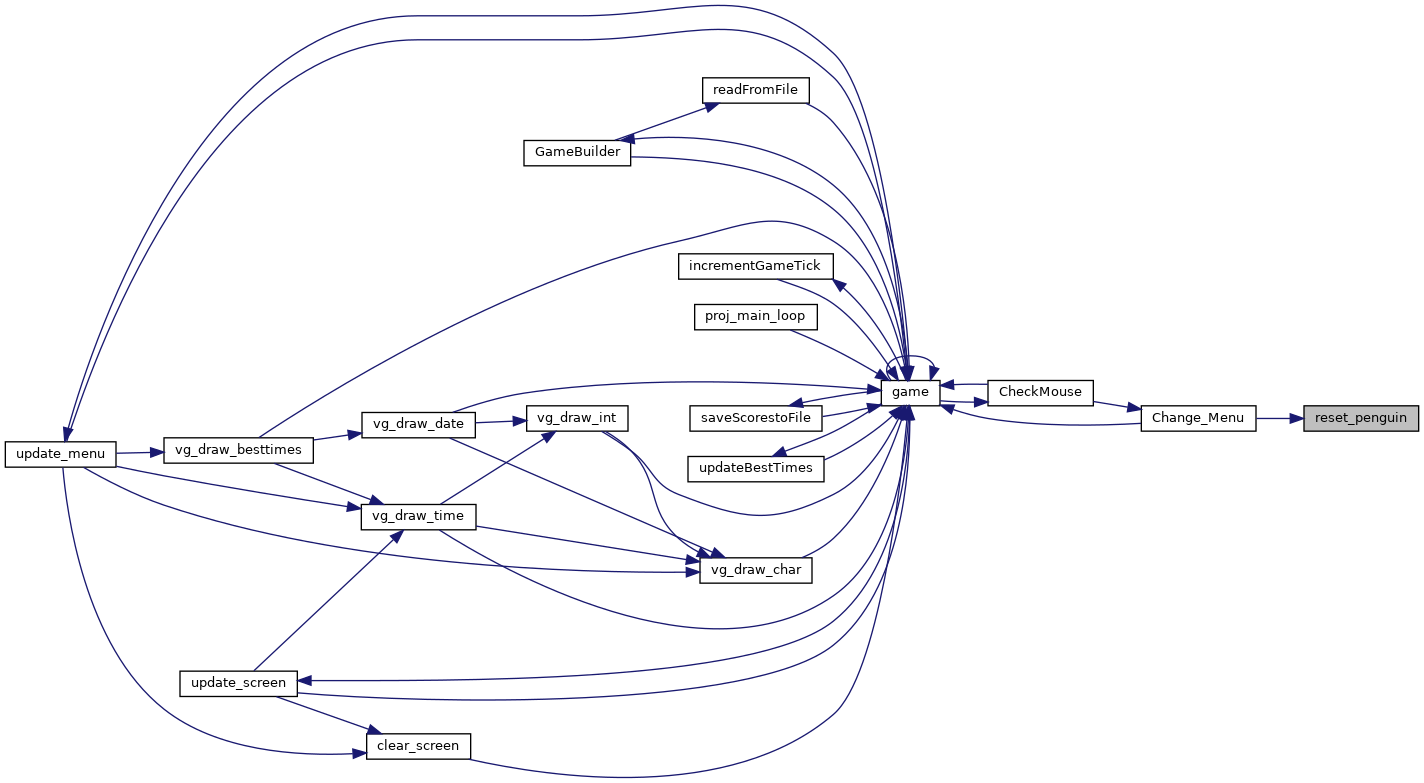 readFromFile
GameBuilder
incrementGameTick
proj_main_loop
game
CheckMouse
saveScorestoFile
Change_Menu
reset_penguin
vg_draw_date
vg_draw_int
update_menu
vg_draw_besttimes
updateBestTimes
vg_draw_time
vg_draw_char
update_screen
clear_screen